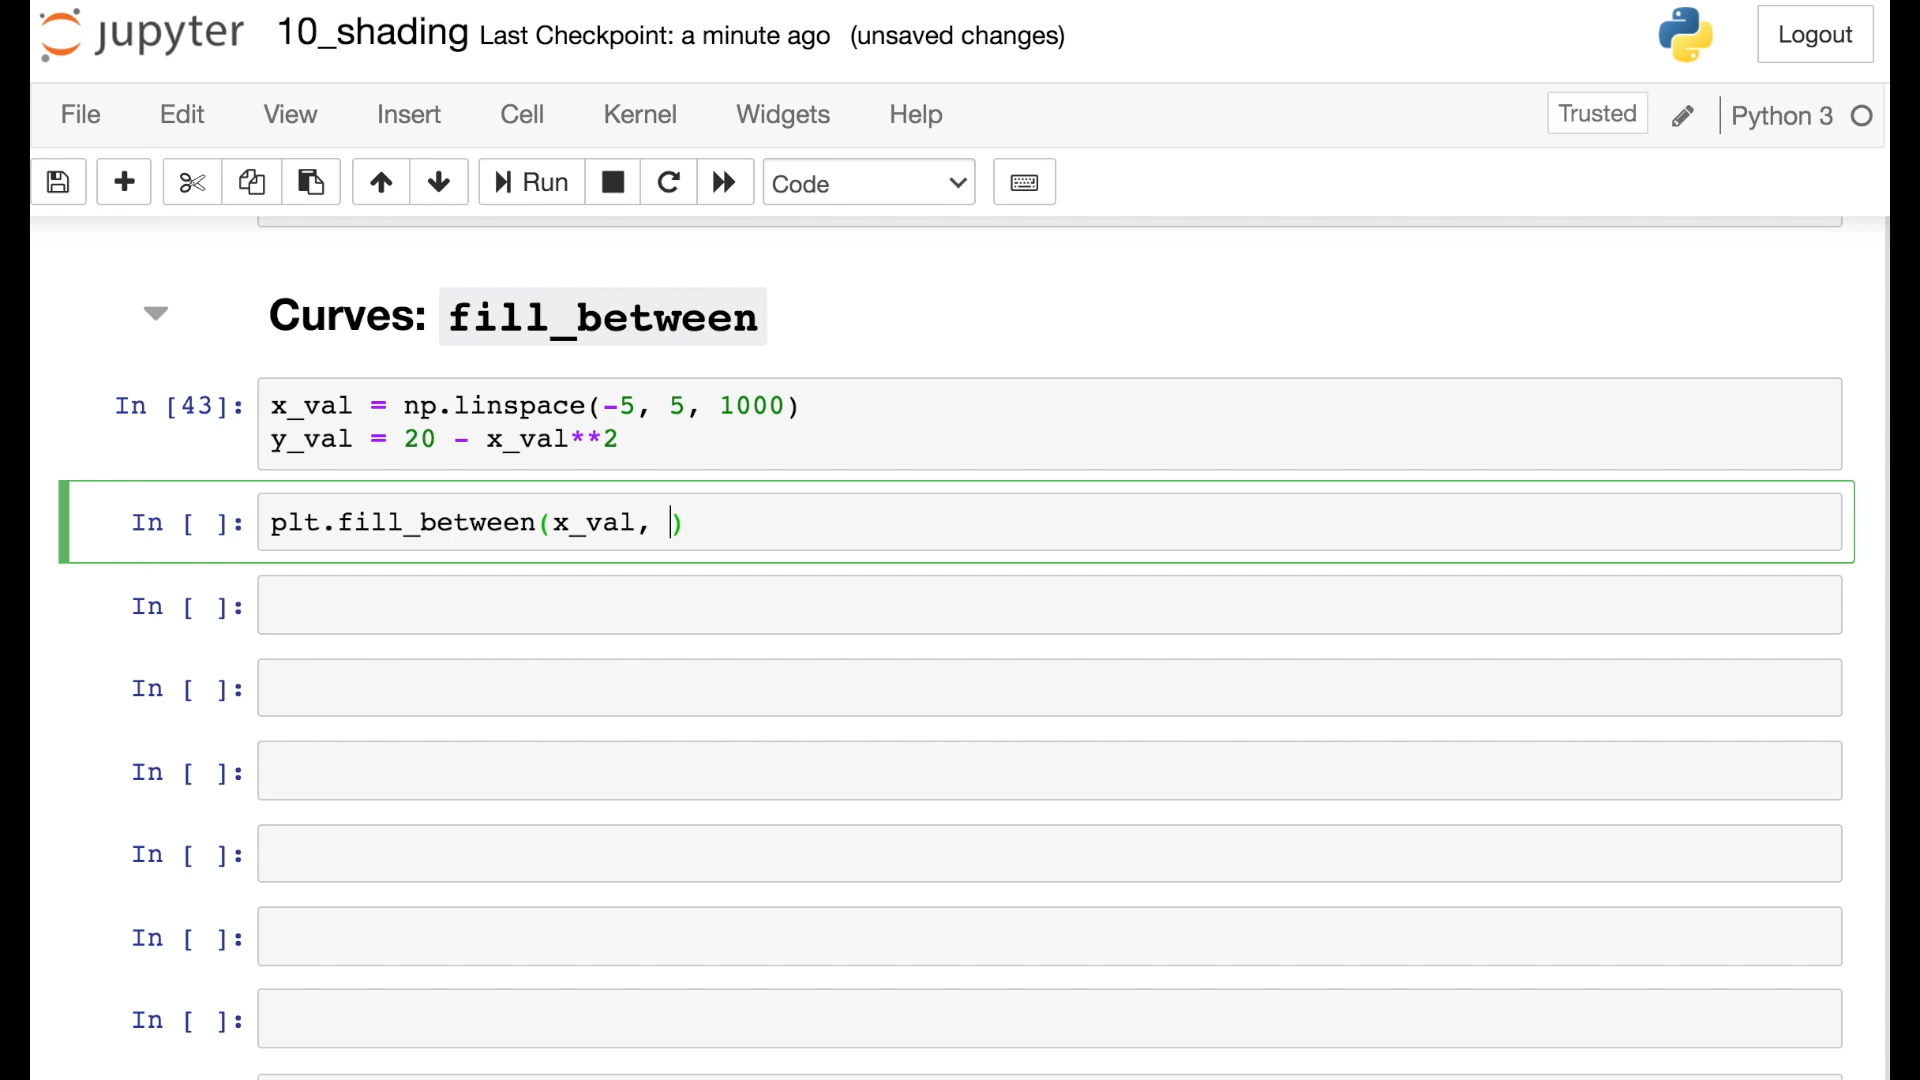 jupyter 10_shading Last Checkpoint: a minute ago (unsaved changes) Logout
File Edit View Insert Cell Kernel Widgets Help Trusted Python 3
Run Code
Curves: fill_between
In [43]: x_val = np.linspace(-5, 5, 1000)
y_val = 20 - x_val**2
In [ ]: plt.fill_between(x_val, )
In [ ]:
In [ ]:
In [ ]:
In [ ]:
In [ ]:
In [ ]: